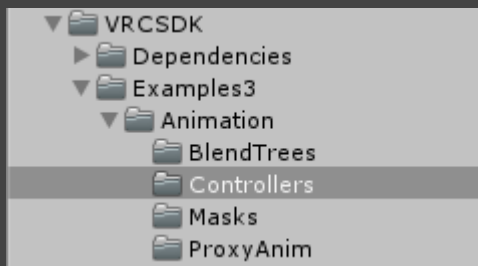 VRCSDK
Dependencies
Examples3
Animation
BlendTrees
Controllers
Masks
ProxyAnim